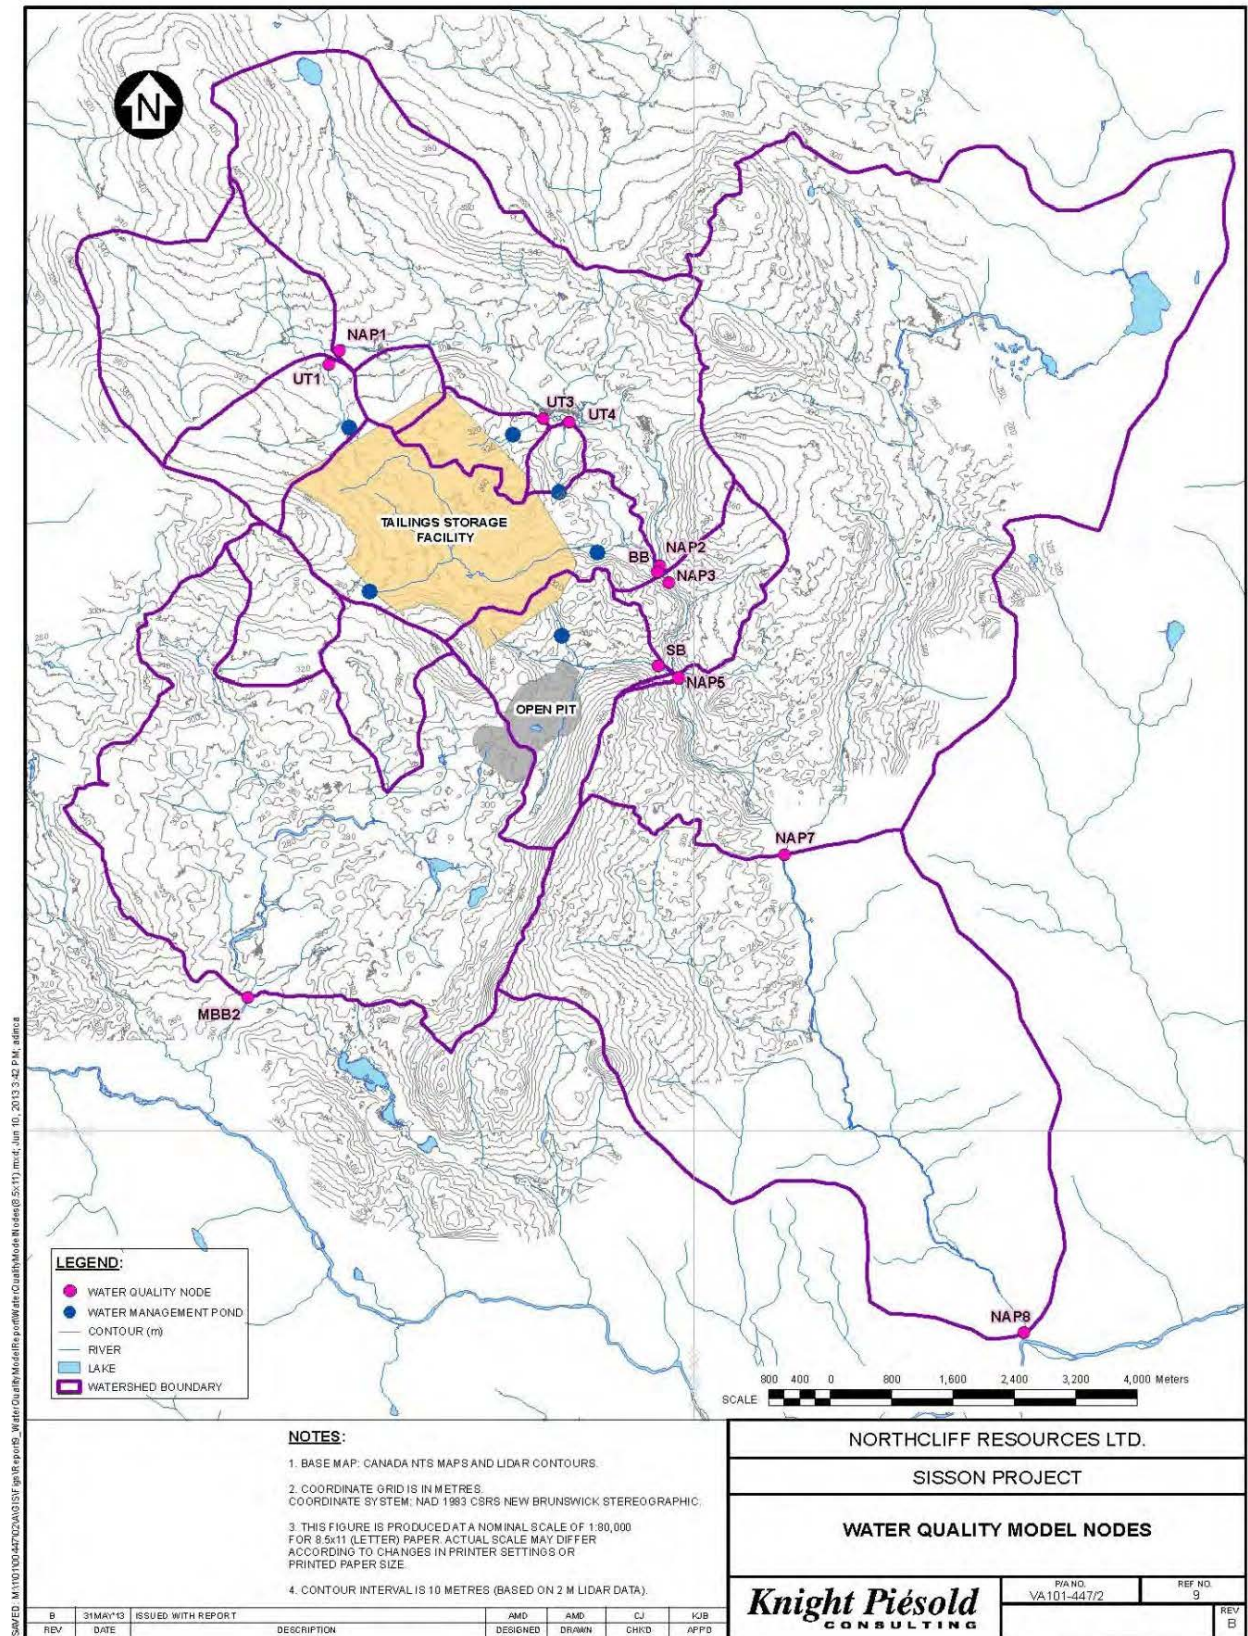 N
NAP1
UT1
UT3
UT4
TAILINGS STORAGE
FACILITY
BB
NAP2
NAP3
SB
NAP5
OPEN PIT
NAP7
MBB2
NAP8
LEGEND:
WATER QUALITY NODE
WATER MANAGEMENT POND
CONTOUR (m)
RIVER
LAKE
WATERSHED BOUNDARY
SCALE
800 400 0 800 1,600 2,400 3,200 4,000 Meters
NOTES:
1. BASE MAP: CANADA NTS MAPS AND LIDAR CONTOURS.
2. COORDINATE GRID IS IN METRES.
COORDINATE SYSTEM: NAD 1983 CSRS NEW BRUNSWICK STEREOGRAPHIC.
3. THIS FIGURE IS PRODUCED AT A NOMINAL SCALE OF 1:80,000
FOR 8.5x11 (LETTER) PAPER. ACTUAL SCALE MAY DIFFER
ACCORDING TO CHANGES IN PRINTER SETTINGS OR
PRINTED PAPER SIZE.
4. CONTOUR INTERVAL IS 10 METRES (BASED ON 2 M LIDAR DATA).
NORTHCLIFF RESOURCES LTD.
SISSON PROJECT
WATER QUALITY MODEL NODES
Knight Piésold
CONSULTING
P/A NO.
VA101-447/2
REF NO.
9
REV
B
B 31MAY'13 ISSUED WITH REPORT AMD AMD CJ KJB
REV DATE DESCRIPTION DESIGNED DRAWN CHK'D APP'D